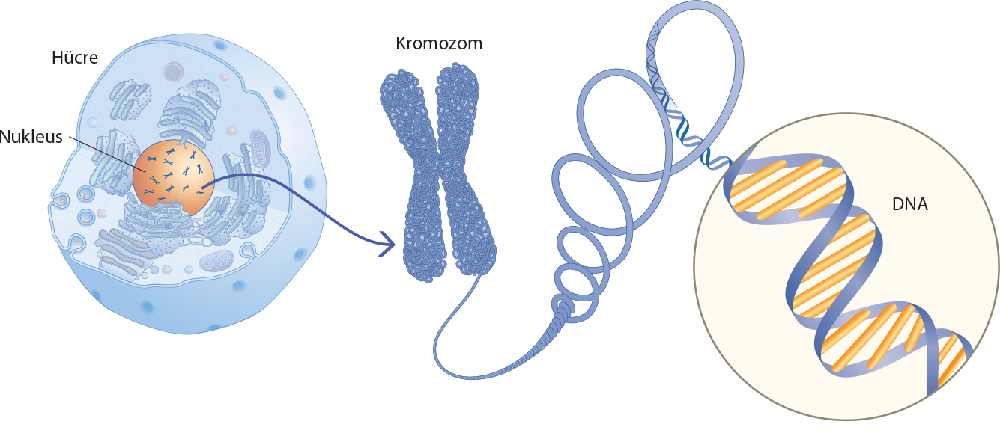 Hücre
Kromozom
Nukleus
DNA